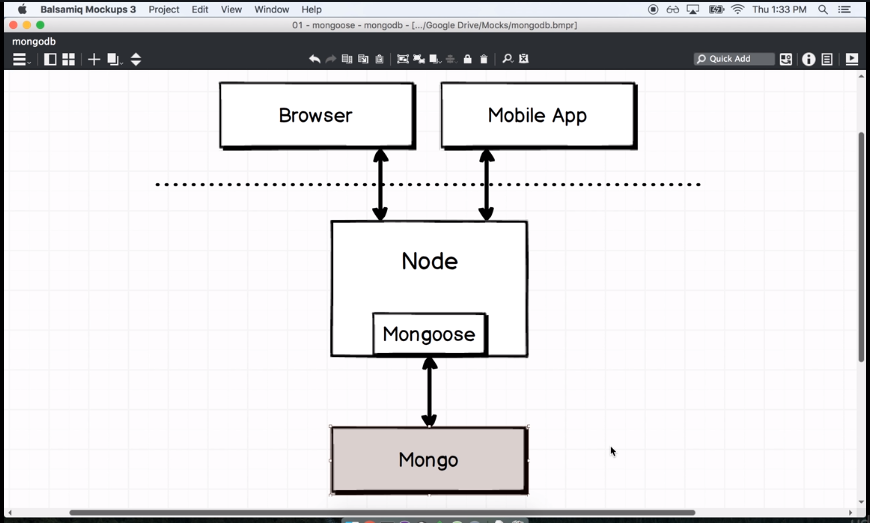 Balsamiq Mockups 3 Project Edit View Window Help Thu 1:33 PM
01 - mongoose - mongodb - [.../Google Drive/Mocks/mongodb.bmpr]
mongodb
Quick Add
Browser
Mobile App
Node
Mongoose
Mongo